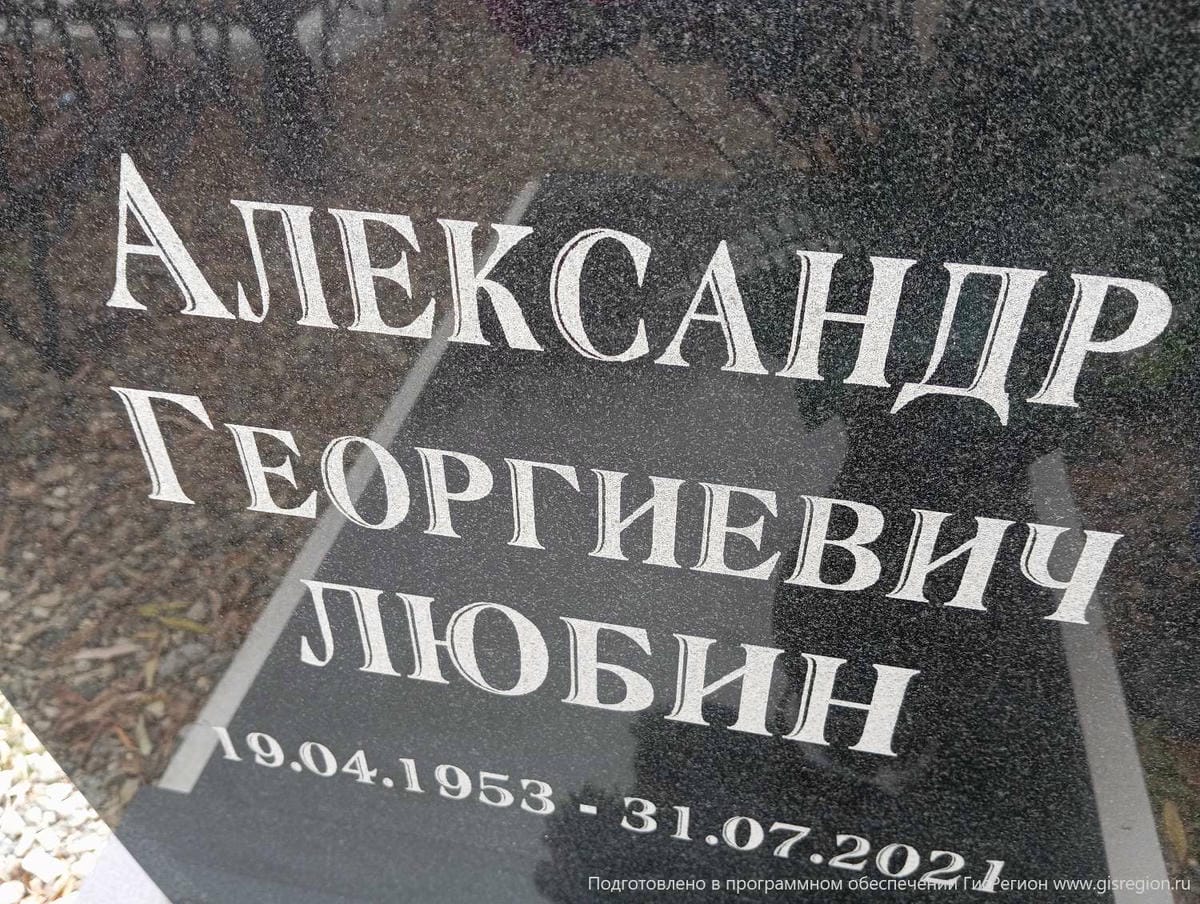 Александр
Георгиевич
Любин
19.04.1953 - 31.07.2021
Подготовлено в программном обеспечении ГисРегион www.gisregion.ru